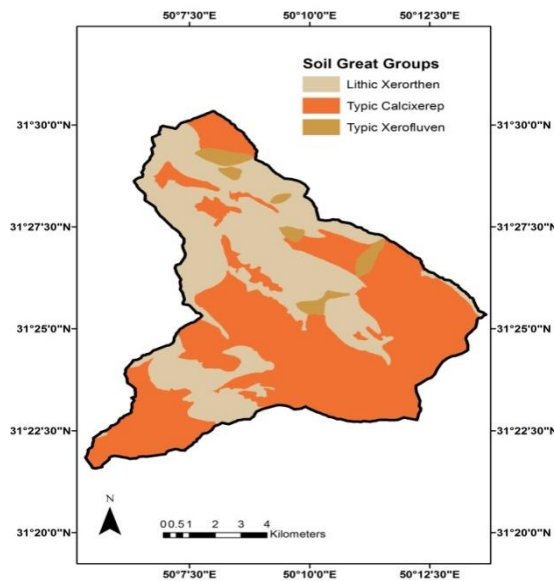 50°7'30"E 50°10'0"E 50°12'30"E
Soil Great Groups
Lithic Xerorthen
Typic Calcixerep
Typic Xerofluven
31°30'0"N 31°30'0"N
31°27'30"N 31°27'30"N
31°25'0"N 31°25'0"N
31°22'30"N 31°22'30"N
31°20'0"N 31°20'0"N
N
0 0.5 1 2 3 4
Kilometers
50°7'30"E 50°10'0"E 50°12'30"E